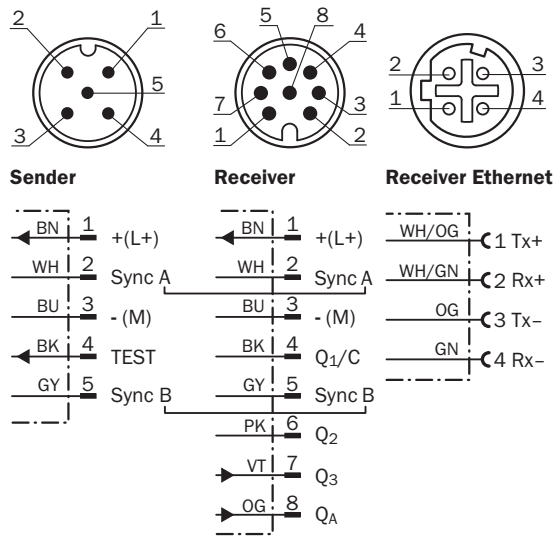 2 1
5
3 4
5 8
6 4
7 3
1 2
2 3
1 4
Sender
BN 1 +(L+)
WH 2 Sync A
BU 3 - (M)
BK 4 TEST
GY 5 Sync B
Receiver
BN 1 +(L+)
WH 2 Sync A
BU 3 - (M)
BK 4 Q1/C
GY 5 Sync B
PK 6 Q2
VT 7 Q3
OG 8 QA
Receiver Ethernet
WH/OG 1 Tx+
WH/GN 2 Rx+
OG 3 Tx–
GN 4 Rx–